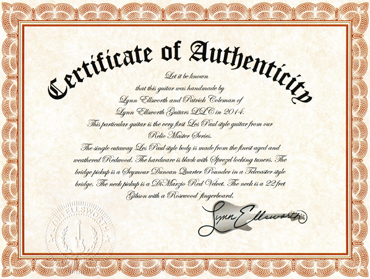 Certificate of Authenticity
Let it be known
that this guitar was handmade by
Lynn Ellsworth and Patrick Coleman of
Lynn Ellsworth Guitars LLC in 2014.
This particular guitar is the very first Les Paul style guitar from our
Relic Master Series.
The single cutaway Les Paul style body is made from the finest aged and
weathered Redwood. The hardware is black with Sperzel locking tuners. The
bridge pickup is a Seymour Duncan Quarter Pounder in a Telecaster style
bridge. The neck pickup is a DiMarzio Red Velvet. The neck is a 22 fret
Gibson with a Rosewood fingerboard.
Lynn Ellsworth